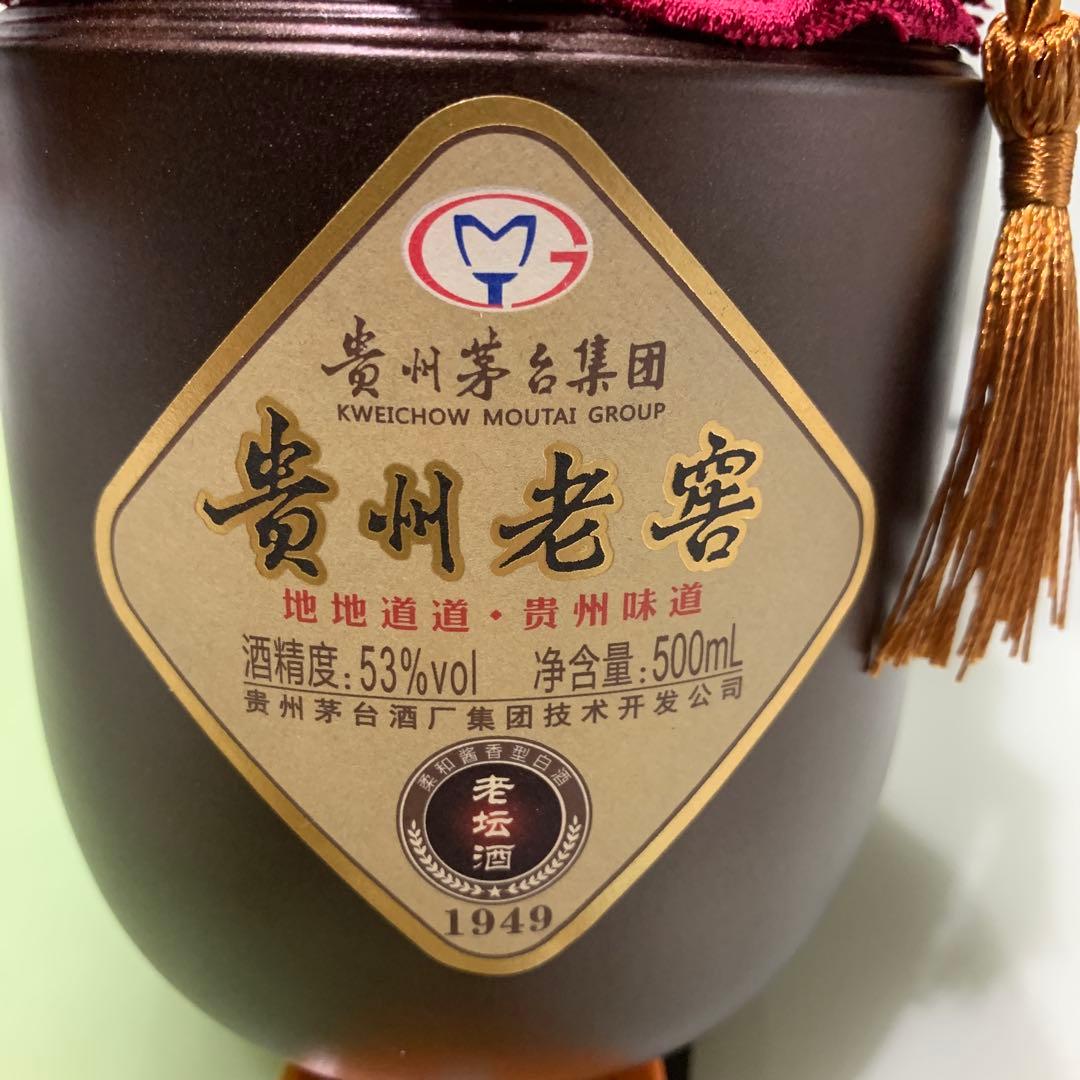 MG
贵州茅台集团
KWEICHOW MOUTAI GROUP
贵州老窖
地地道道·贵州味道
酒精度:53%vol 净含量:500mL
贵州茅台酒厂集团技术开发公司
柔和酱香型白酒
老坛酒
1949